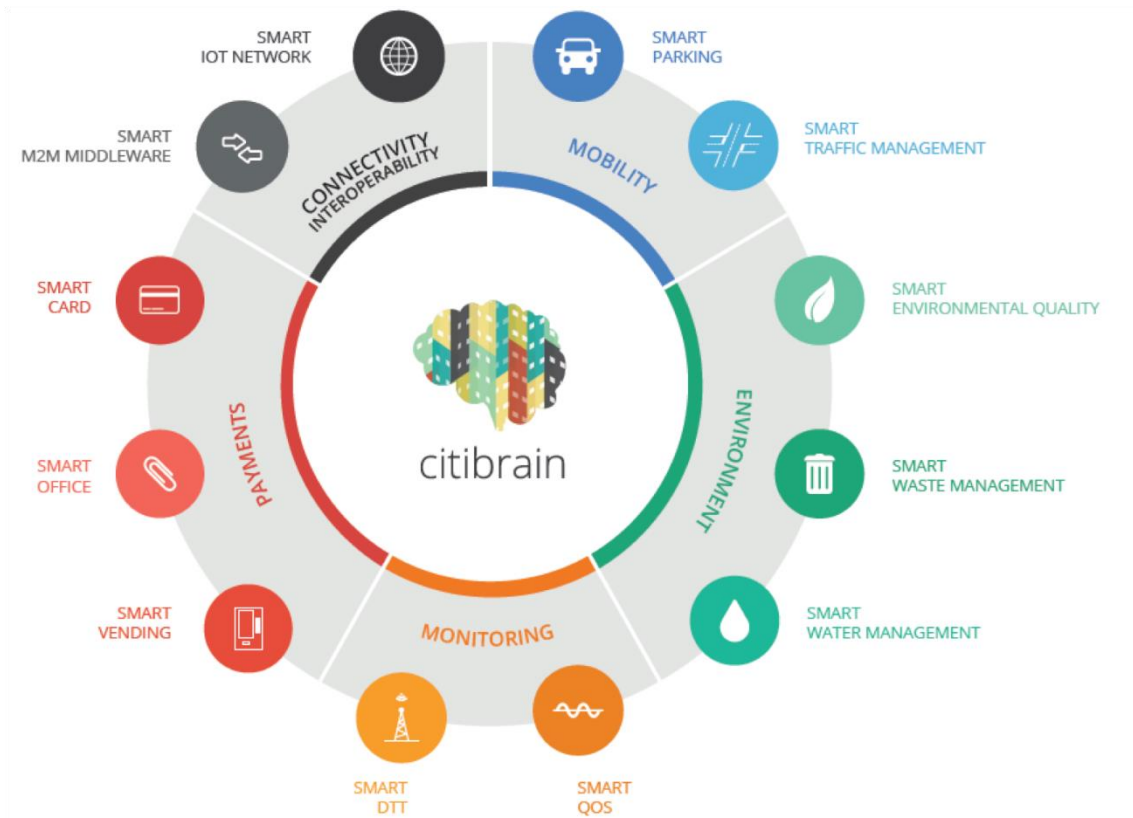 SMART
IOT NETWORK
SMART
PARKING
SMART
M2M MIDDLEWARE
SMART
TRAFFIC MANAGEMENT
CONNECTIVITY
INTEROPERABILITY
MOBILITY
SMART
CARD
SMART
ENVIRONMENTAL QUALITY
PAYMENTS
citibrain
ENVIRONMENT
SMART
OFFICE
SMART
WASTE MANAGEMENT
SMART
VENDING
MONITORING
SMART
WATER MANAGEMENT
SMART
DTT
SMART
QOS